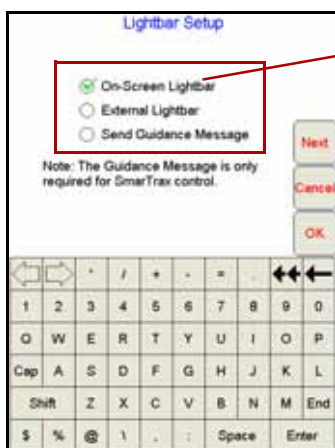 Lightbar Setup
On-Screen Lightbar
External Lightbar
Send Guidance Message
Next
Note: The Guidance Message is only
required for SmarTrax control.
Cancel
OK
' / + - = .
1 2 3 4 5 6 7 8 9 0
Q W E R T Y U I O P
Cap A S D F G H J K L
Shift Z X C V B N M End
$ % @ \ . : Space Enter